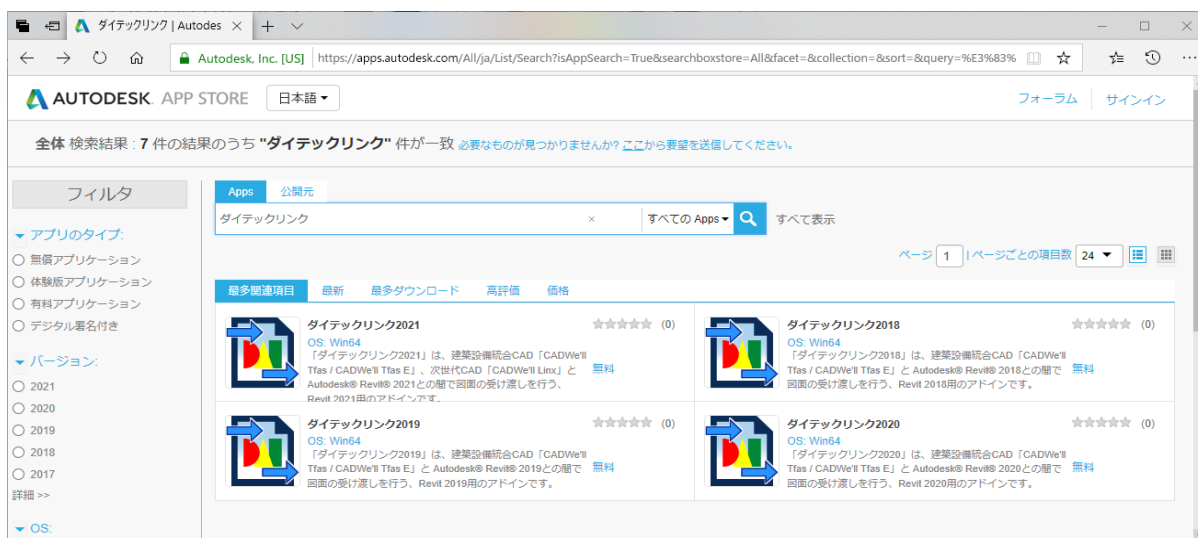 ダイテックリンク | Autodes
Autodesk, Inc. [US] https://apps.autodesk.com/All/ja/List/Search?isAppSearch=True&searchboxstore=All&facet=&collection=&sort=&query=%E3%83%
AUTODESK. APP STORE 日本語
フォーラム サインイン
全体 検索結果 : 7 件の結果のうち "ダイテックリンク" 件が一致 必要なものが見つかりませんか? ここから要望を送信してください。
フィルタ
アプリのタイプ:
無償アプリケーション
体験版アプリケーション
有料アプリケーション
デジタル署名付き
バージョン:
2021
2020
2019
2018
2017
詳細 >>
OS:
Apps 公開元
ダイテックリンク × すべての Apps すべて表示
ページ 1 | ページごとの項目数 24
最多関連項目 最新 最多ダウンロード 高評価 価格
ダイテックリンク2021 (0)
OS: Win64
「ダイテックリンク2021」は、建築設備統合CAD「CADWe'll
Tfas / CADWe'll Tfas E」、次世代CAD「CADWe'll Linx」と
Autodesk® Revit® 2021との間で図面の受け渡しを行う、
Revit 2021用のアドインです。
無料
ダイテックリンク2018 (0)
OS: Win64
「ダイテックリンク2018」は、建築設備統合CAD「CADWe'll
Tfas / CADWe'll Tfas E」と Autodesk® Revit® 2018との間で
図面の受け渡しを行う、Revit 2018用のアドインです。
無料
ダイテックリンク2019 (0)
OS: Win64
「ダイテックリンク2019」は、建築設備統合CAD「CADWe'll
Tfas / CADWe'll Tfas E」と Autodesk® Revit® 2019との間で
図面の受け渡しを行う、Revit 2019用のアドインです。
無料
ダイテックリンク2020 (0)
OS: Win64
「ダイテックリンク2020」は、建築設備統合CAD「CADWe'll
Tfas / CADWe'll Tfas E」と Autodesk® Revit® 2020との間で
図面の受け渡しを行う、Revit 2020用のアドインです。
無料